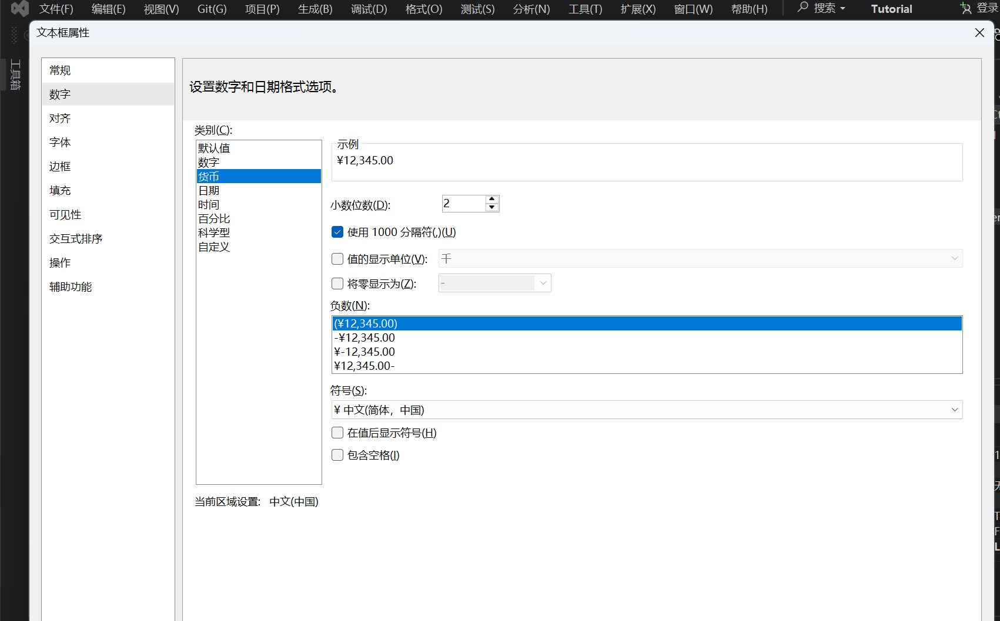 文件(F) 编辑(E) 视图(V) Git(G) 项目(P) 生成(B) 调试(D) 格式(O) 测试(S) 分析(N) 工具(T) 扩展(X) 窗口(W) 帮助(H) 搜索 Tutorial 登录
文本框属性
工具箱
常规
数字
对齐
字体
边框
填充
可见性
交互式排序
操作
辅助功能
设置数字和日期格式选项。
类别(C):
默认值
数字
货币
日期
时间
百分比
科学型
自定义
示例
¥12,345.00
小数位数(D):
2
使用 1000 分隔符(,)(U)
值的显示单位(V): 千
将零显示为(Z): -
负数(N):
(¥12,345.00)
-¥12,345.00
¥-12,345.00
¥12,345.00-
符号(S):
¥ 中文(简体，中国)
在值后显示符号(H)
包含空格(I)
当前区域设置: 中文(中国)